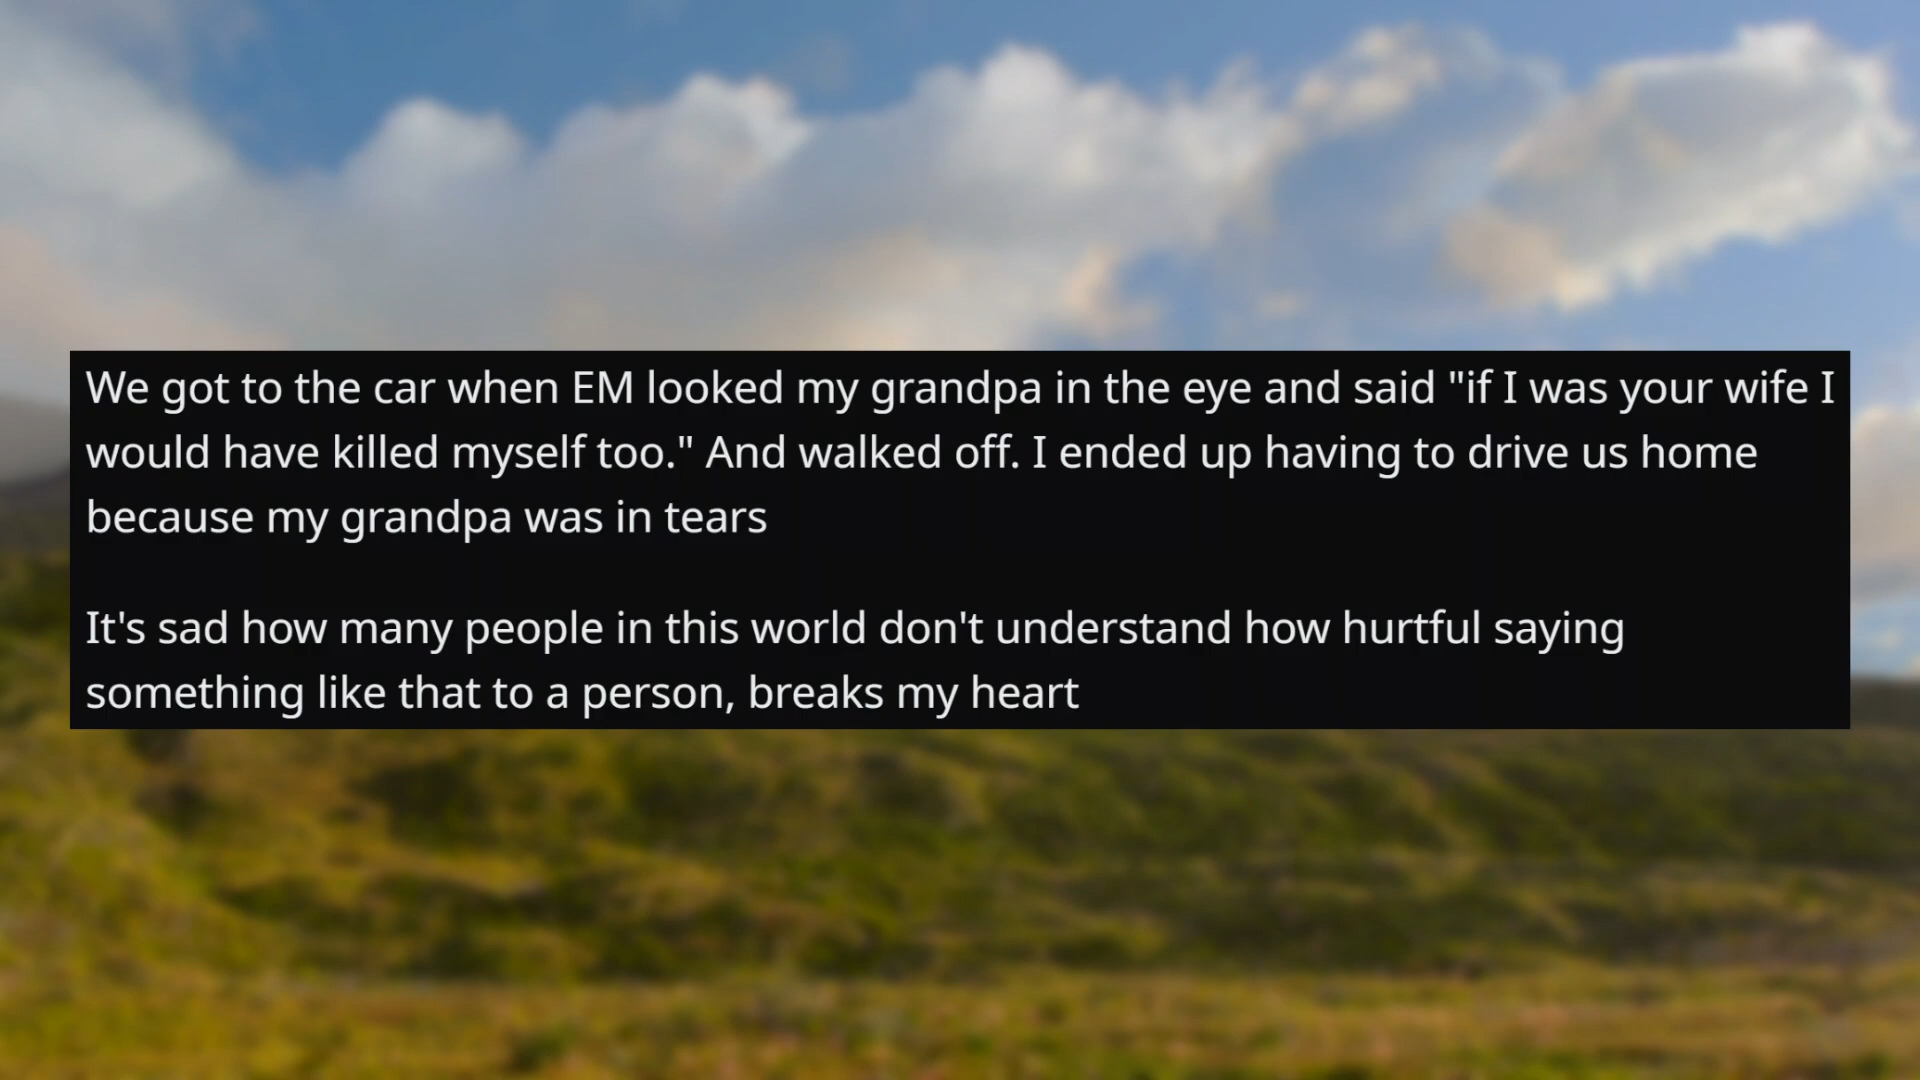 We got to the car when EM looked my grandpa in the eye and said "if I was your wife I
would have killed myself too." And walked off. I ended up having to drive us home
because my grandpa was in tears
It's sad how many people in this world don't understand how hurtful saying
something like that to a person, breaks my heart